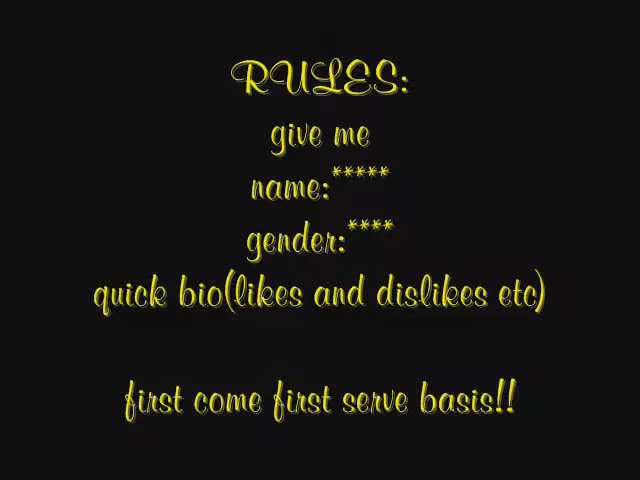 RULES:
give me
name:*****
gender:****
quick bio(likes and dislikes etc)
first come first serve basis!!